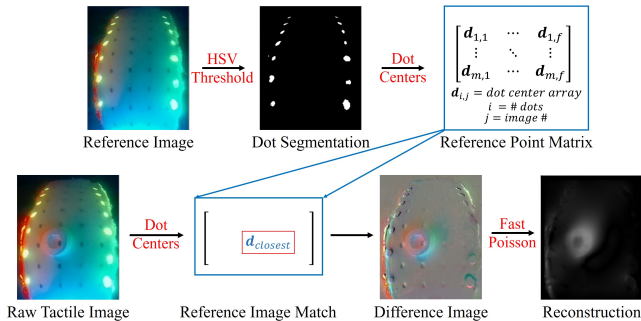 HSV
Threshold
Dot
Centers
d1,1 ⋯ d1,f
⋮ ⋱ ⋮
dm,1 ⋯ dm,f
di,j = dot center array
i = # dots
j = image #
Reference Image
Dot Segmentation
Reference Point Matrix
Dot
Centers
dclosest
Fast
Poisson
Raw Tactile Image
Reference Image Match
Difference Image
Reconstruction